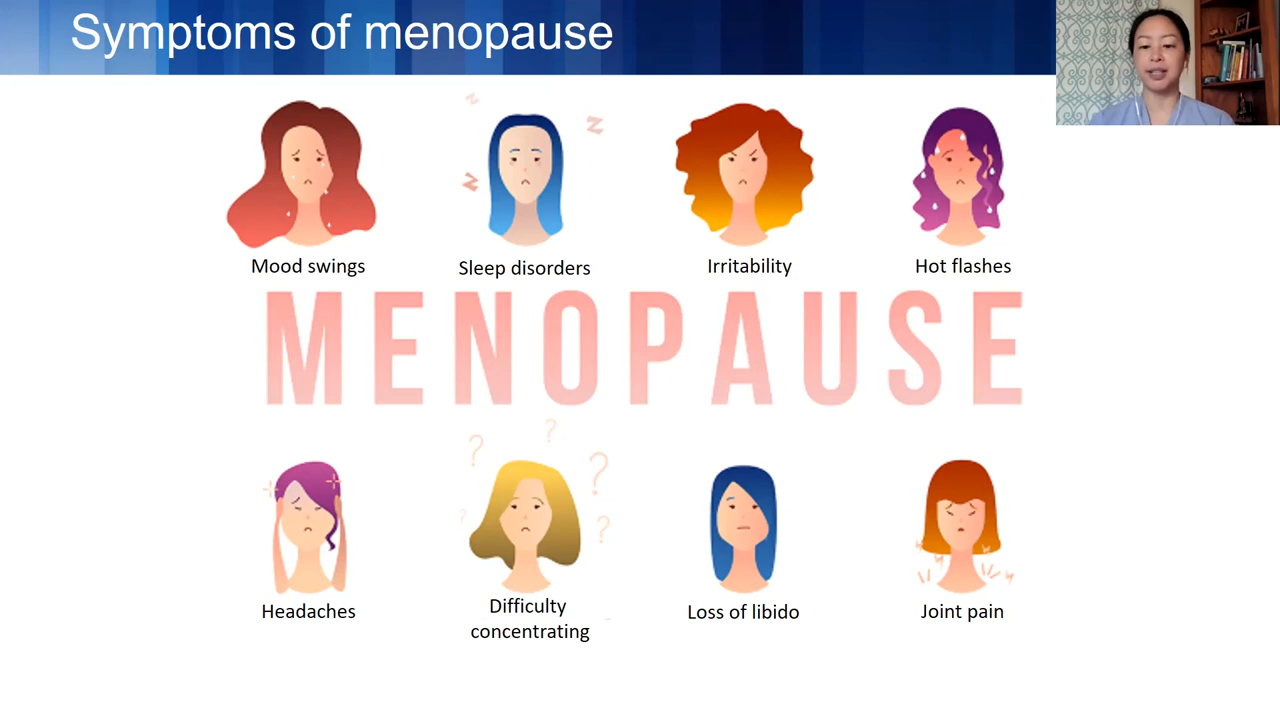 Symptoms of menopause
Mood swings
Sleep disorders
Irritability
Hot flashes
MENOPAUSE
Headaches
Difficulty
concentrating
Loss of libido
Joint pain